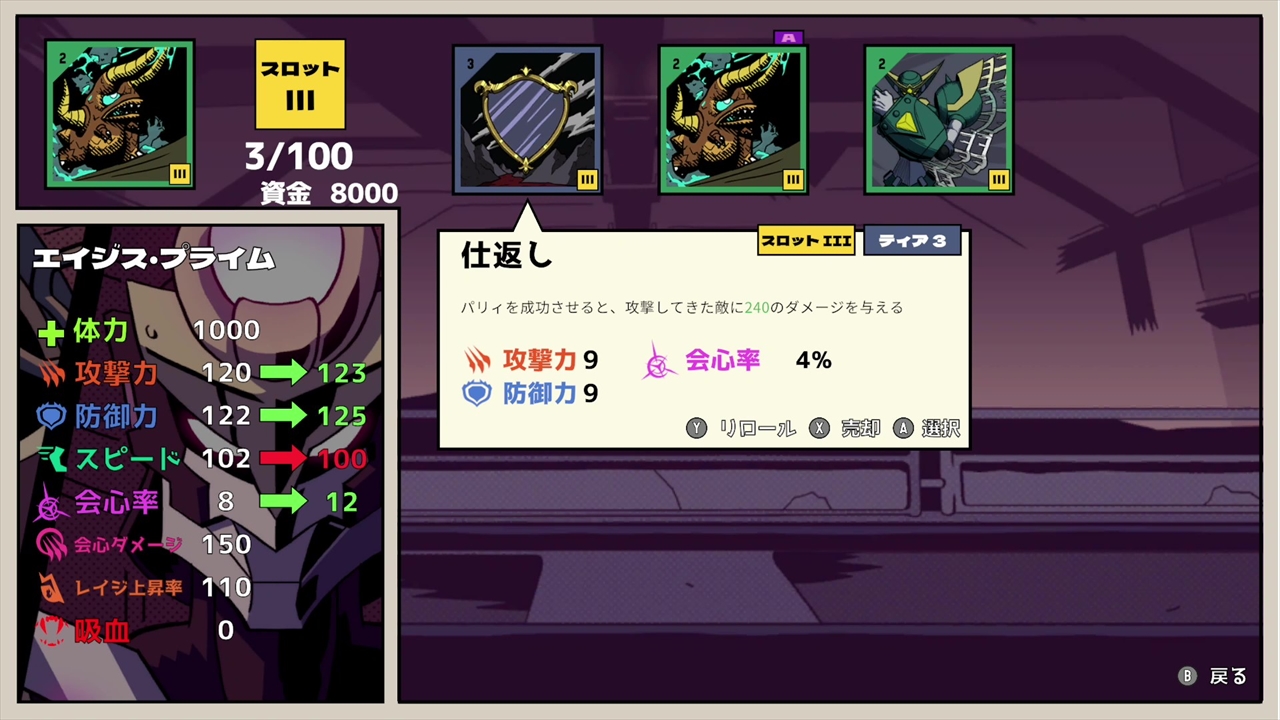 2
III
スロット
III
3/100
資金 8000
3
III
A
2
III
2
III
エイジス・プライム
体力 1000
攻撃力 120 123
防御力 122 125
スピード 102 100
会心率 8 12
会心ダメージ 150
レイジ上昇率 110
吸血 0
スロット III
ティア 3
仕返し
パリィを成功させると、攻撃してきた敵に240のダメージを与える
攻撃力 9 会心率 4%
防御力 9
Y リロール X 売却 A 選択
B 戻る